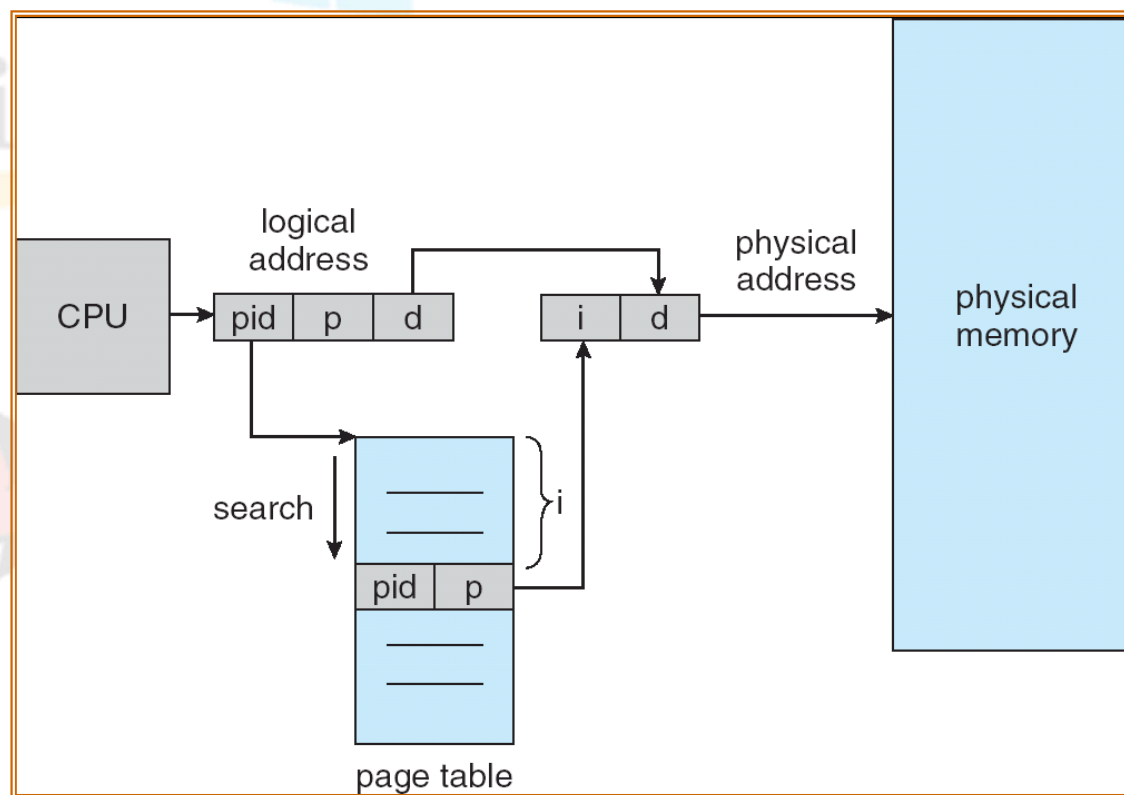 logical
address
physical
address
CPU
pid
p
d
i
d
physical
memory
search
i
pid
p
page table